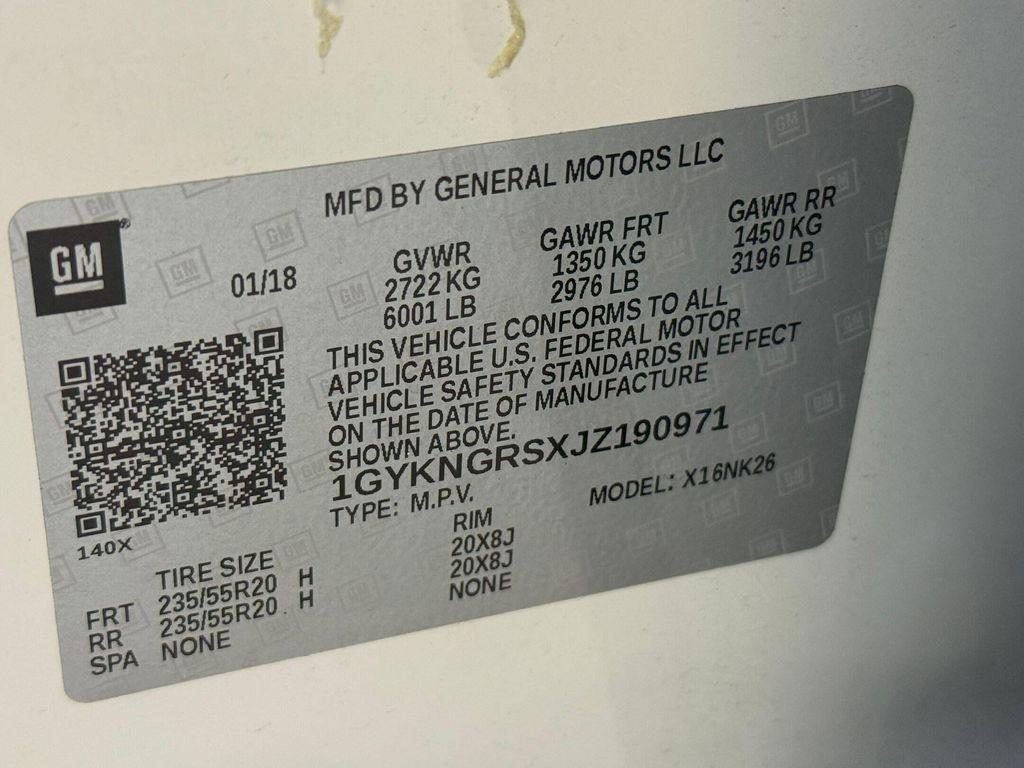 MFD BY GENERAL MOTORS LLC
GM
01/18
GVWR
2722 KG
6001 LB
GAWR FRT
1350 KG
2976 LB
GAWR RR
1450 KG
3196 LB
THIS VEHICLE CONFORMS TO ALL
APPLICABLE U.S. FEDERAL MOTOR
VEHICLE SAFETY STANDARDS IN EFFECT
ON THE DATE OF MANUFACTURE
SHOWN ABOVE.
1GYKNGRSXJZ190971
TYPE: M.P.V. MODEL: X16NK26
140X
TIRE SIZE RIM
FRT 235/55R20 H 20X8J
RR 235/55R20 H 20X8J
SPA NONE NONE